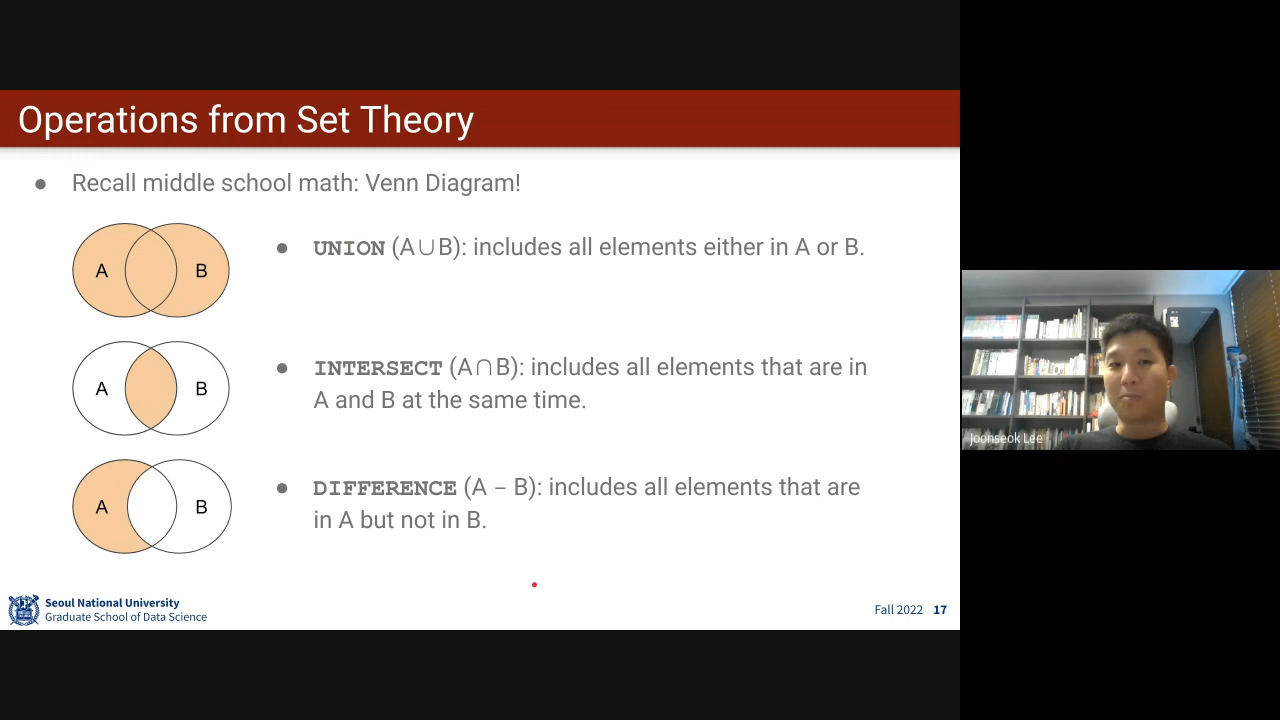 Operations from Set Theory
● Recall middle school math: Venn Diagram!
A B
● UNION (A∪B): includes all elements either in A or B.
A B
● INTERSECT (A∩B): includes all elements that are in
A and B at the same time.
A B
● DIFFERENCE (A − B): includes all elements that are
in A but not in B.
Seoul National University
Graduate School of Data Science
Fall 2022 17
Joonseok Lee